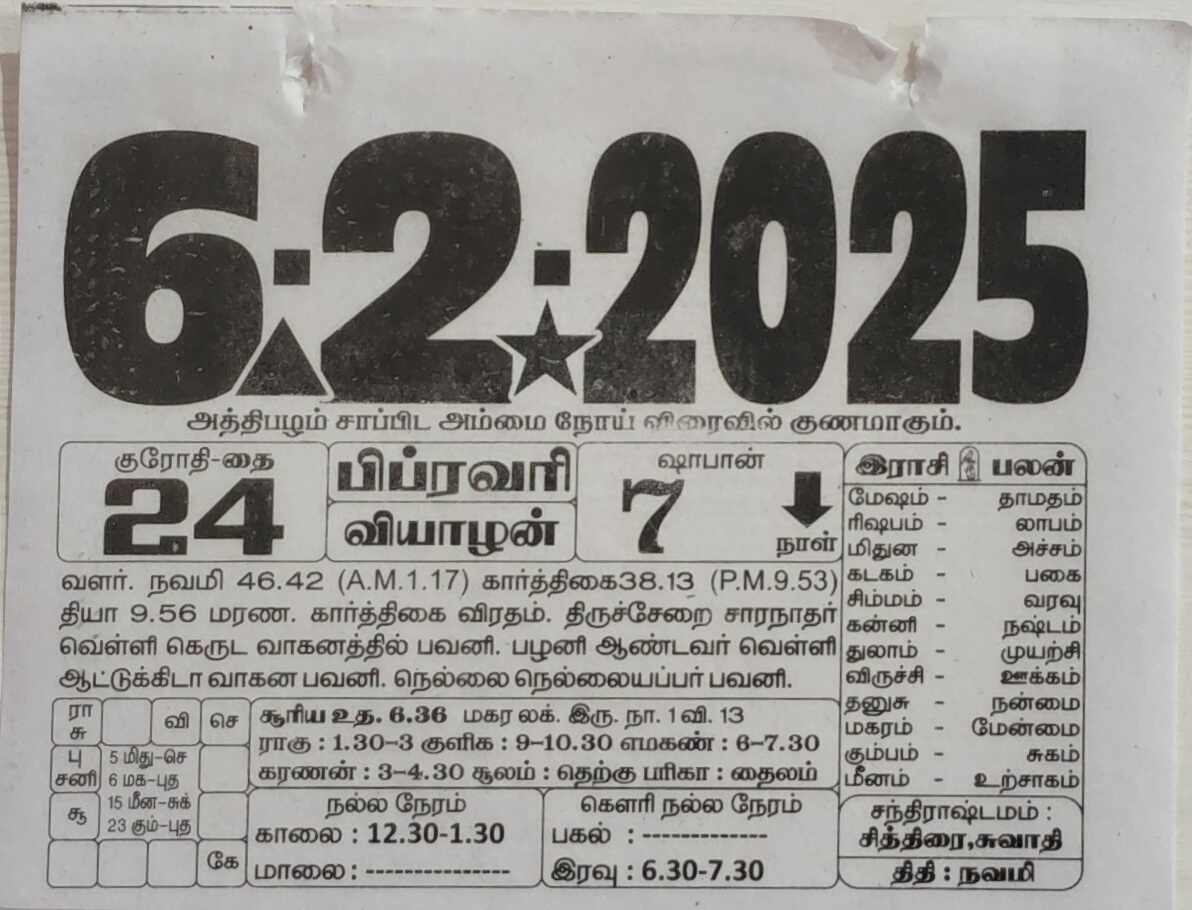 6.2.2025
அத்திபழம் சாப்பிட அம்மை நோய் விரைவில் குணமாகும்.
குரோதி-தை
24
பிப்ரவரி
வியாழன்
ஷாபான்
7
நாள்
வளர். நவமி 46.42 (A.M.1.17) கார்த்திகை38.13 (P.M.9.53)
தியா 9.56 மரண. கார்த்திகை விரதம். திருச்சேறை சாரநாதர்
வெள்ளி கெருட வாகனத்தில் பவனி. பழனி ஆண்டவர் வெள்ளி
ஆட்டுக்கிடா வாகன பவனி. நெல்லை நெல்லையப்பர் பவனி.
இராசி பலன்
மேஷம் - தாமதம்
ரிஷபம் - லாபம்
மிதுன - அச்சம்
கடகம் - பகை
சிம்மம் - வரவு
கன்னி - நஷ்டம்
துலாம் - முயற்சி
விருச்சி - ஊக்கம்
தனுசு - நன்மை
மகரம் - மேன்மை
கும்பம் - சுகம்
மீனம் - உற்சாகம்
ரா சு
வி
செ
பு சனி
5 மிது-செ
6 மக-புத
சூ
15 மீன-சுக்
23 கும்-புத
கே
சூரிய உத. 6.36 மகர லக். இரு. நா. 1 வி. 13
ராகு : 1.30-3 குளிக : 9-10.30 எமகண் : 6-7.30
கரணன் : 3-4.30 சூலம் : தெற்கு பரிகா : தைலம்
நல்ல நேரம்
காலை : 12.30-1.30
மாலை : ---------------
கௌரி நல்ல நேரம்
பகல் : -------------
இரவு : 6.30-7.30
சந்திராஷ்டமம் :
சித்திரை,சுவாதி
திதி : நவமி